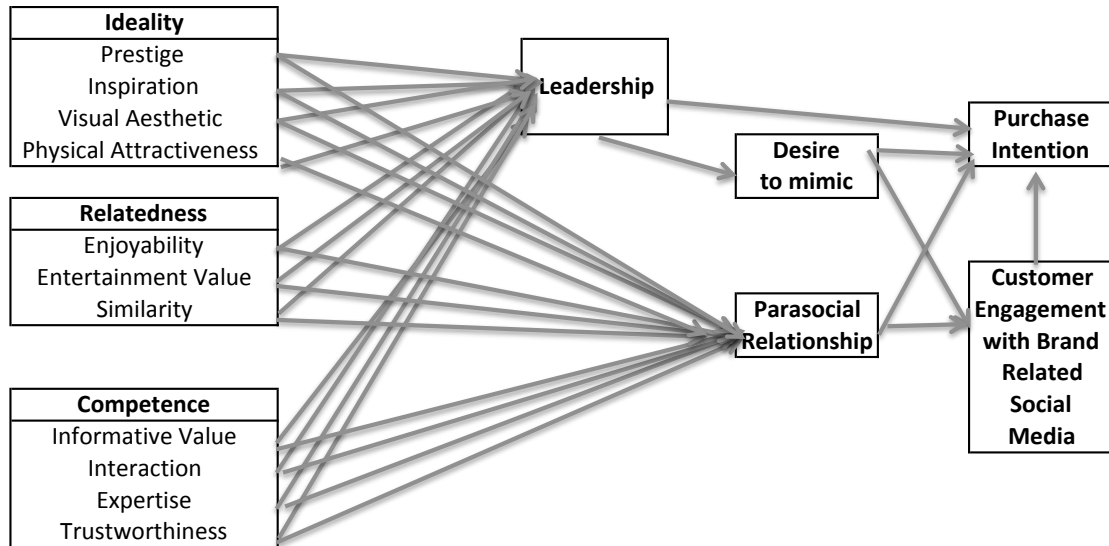 Ideality
Prestige
Inspiration
Visual Aesthetic
Physical Attractiveness
Relatedness
Enjoyability
Entertainment Value
Similarity
Competence
Informative Value
Interaction
Expertise
Trustworthiness
Leadership
Desire
to mimic
Parasocial
Relationship
Purchase
Intention
Customer
Engagement
with Brand
Related
Social
Media